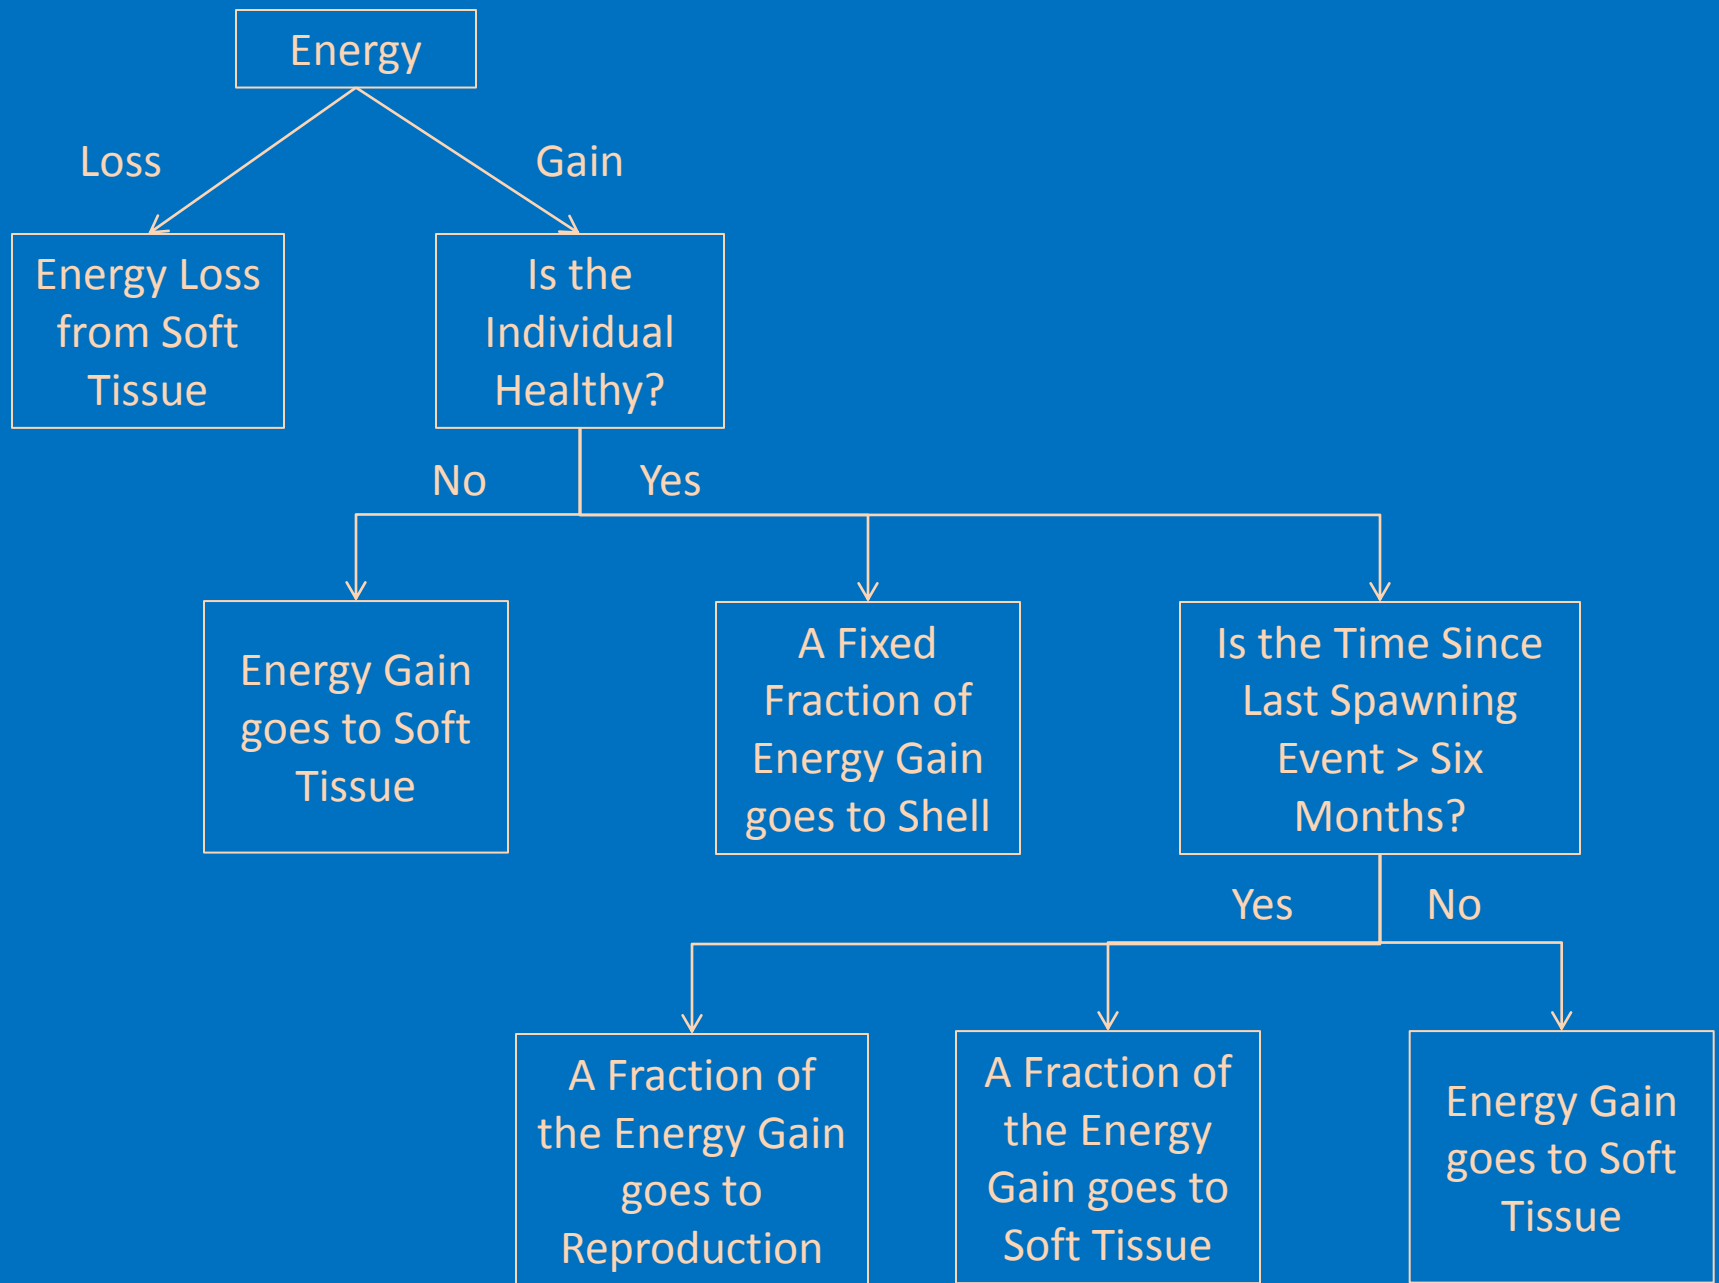 Energy
Loss
Gain
Energy Loss
from Soft
Tissue
Is the
Individual
Healthy?
No
Yes
Energy Gain
goes to Soft
Tissue
A Fixed
Fraction of
Energy Gain
goes to Shell
Is the Time Since
Last Spawning
Event > Six
Months?
Yes
No
A Fraction of
the Energy Gain
goes to
Reproduction
A Fraction of
the Energy
Gain goes to
Soft Tissue
Energy Gain
goes to Soft
Tissue